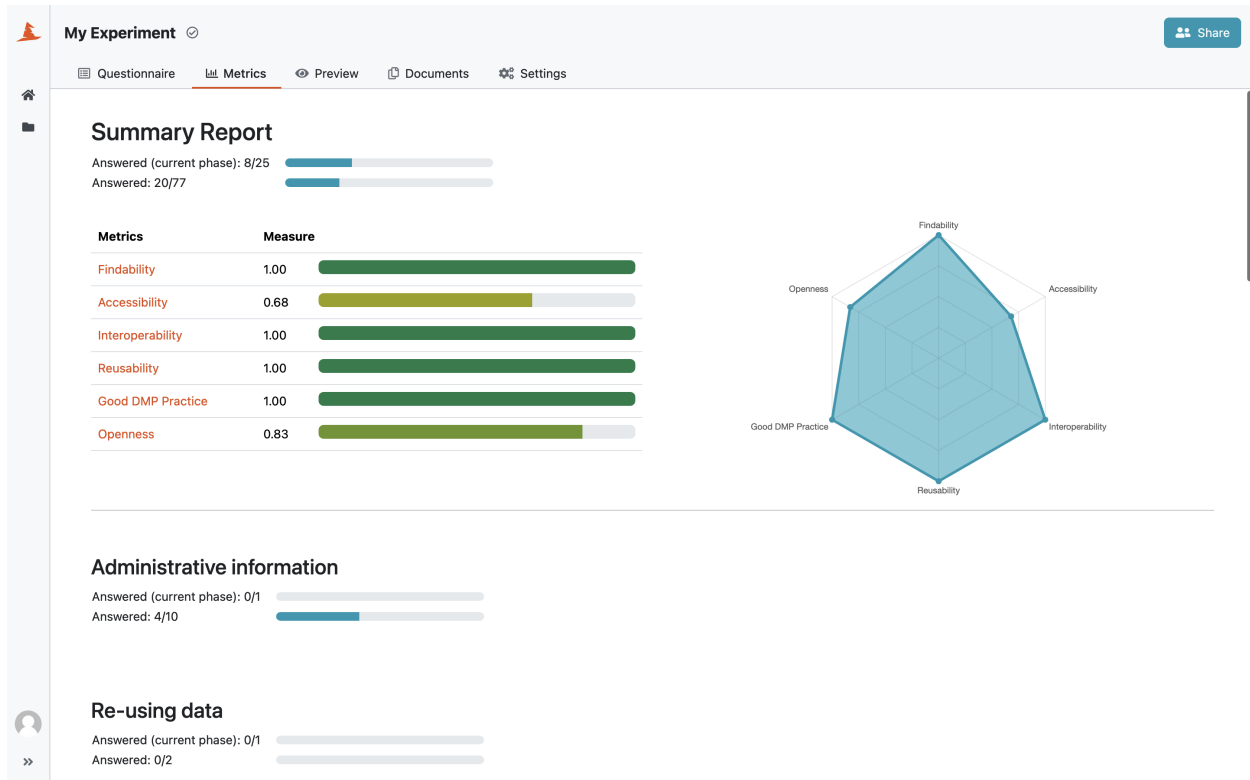 My Experiment
Share
Questionnaire Metrics Preview Documents Settings
Summary Report
Answered (current phase): 8/25
Answered: 20/77
Metrics Measure
Findability 1.00
Accessibility 0.68
Interoperability 1.00
Reusability 1.00
Good DMP Practice 1.00
Openness 0.83
Findability
Openness
Accessibility
Good DMP Practice
Interoperability
Reusability
Administrative information
Answered (current phase): 0/1
Answered: 4/10
Re-using data
Answered (current phase): 0/1
Answered: 0/2